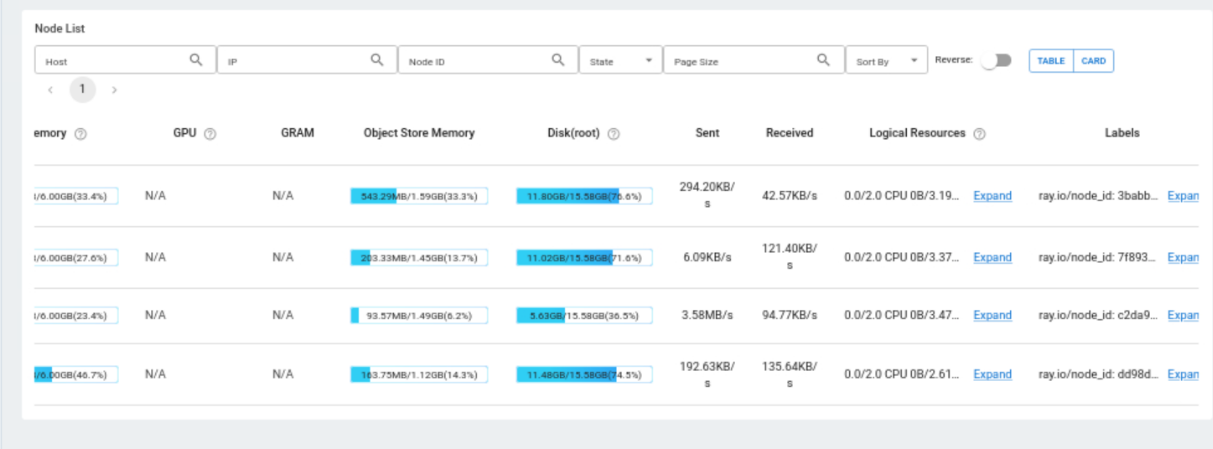 Node List
Host IP Node ID State Page Size Sort By Reverse: TABLE CARD
1
emory GPU GRAM Object Store Memory Disk(root) Sent Received Logical Resources Labels
/6.00GB(33.4%) N/A N/A 543.29MB/1.59GB(33.3%) 11.80GB/15.58GB(76.6%) 294.20KB/s 42.57KB/s 0.0/2.0 CPU 0B/3.19... Expand ray.io/node_id: 3babb... Expan
/6.00GB(27.6%) N/A N/A 203.33MB/1.45GB(13.7%) 11.02GB/15.58GB(71.6%) 6.09KB/s 121.40KB/s 0.0/2.0 CPU 0B/3.37... Expand ray.io/node_id: 7f893... Expan
/6.00GB(23.4%) N/A N/A 93.57MB/1.49GB(6.2%) 5.63GB/15.58GB(36.5%) 3.58MB/s 94.77KB/s 0.0/2.0 CPU 0B/3.47... Expand ray.io/node_id: c2da9... Expan
/6.00GB(46.7%) N/A N/A 163.75MB/1.12GB(14.3%) 11.48GB/15.58GB(74.5%) 192.63KB/s 135.64KB/s 0.0/2.0 CPU 0B/2.61... Expand ray.io/node_id: dd98d... Expan